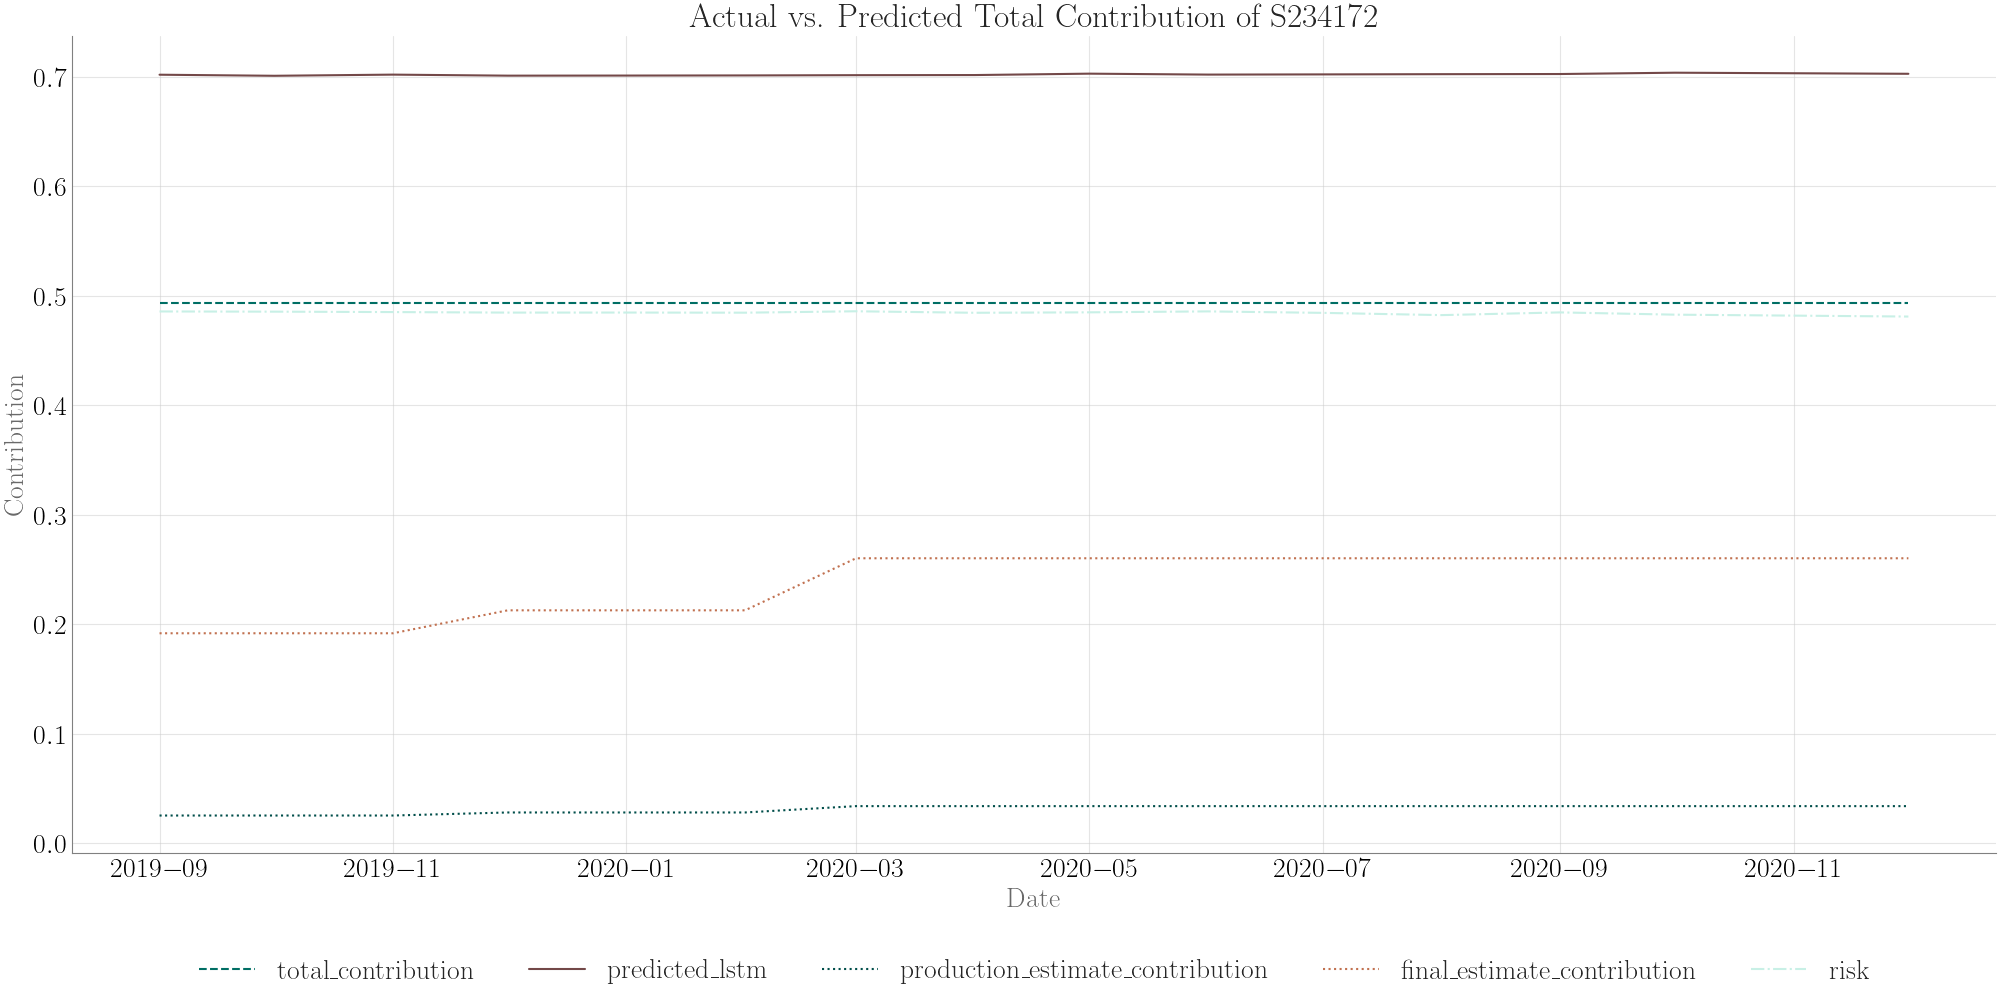 Actual vs. Predicted Total Contribution of S234172
0.7
0.6
0.5
0.4
0.3
0.2
0.1
0.0
Contribution
2019–09 2019–11 2020–01 2020–03 2020–05 2020–07 2020–09 2020–11
Date
total_contribution predicted_lstm production_estimate_contribution final_estimate_contribution risk